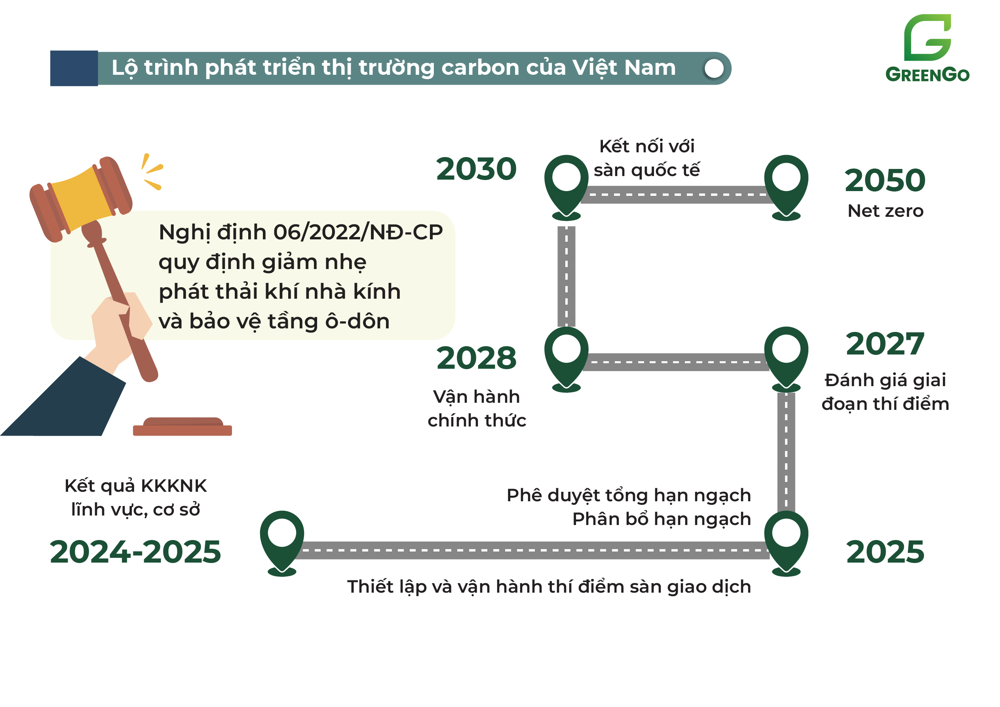 Lộ trình phát triển thị trường carbon của Việt Nam
GREENGO
Nghị định 06/2022/NĐ-CP
quy định giảm nhẹ
phát thải khí nhà kính
và bảo vệ tầng ô-dôn
2030
Kết nối với
sàn quốc tế
2050
Net zero
2028
Vận hành
chính thức
2027
Đánh giá giai
đoạn thí điểm
Kết quả KKKNK
lĩnh vực, cơ sở
2024-2025
Phê duyệt tổng hạn ngạch
Phân bổ hạn ngạch
2025
Thiết lập và vận hành thí điểm sàn giao dịch